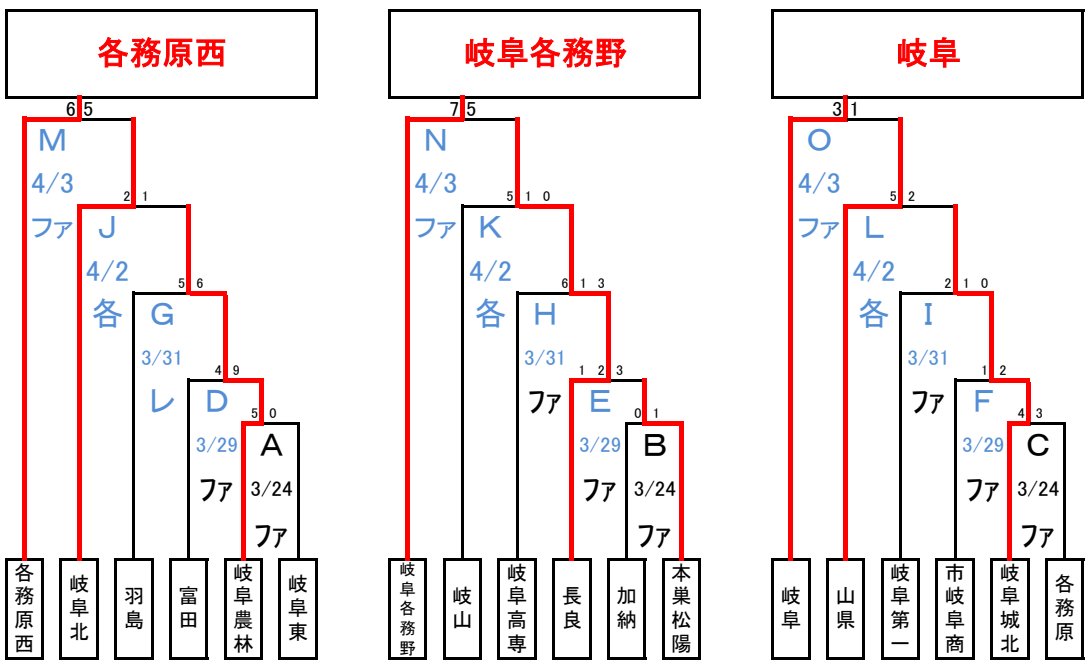 各務原西
6 5
M
4/3
ファ
2 1
J
4/2
各
5 6
G
3/31
レ
4 9
D
3/29
ファ
5 0
A
3/24
ファ
各務原西
岐阜北
羽島
富田
岐阜農林
岐阜東
岐阜各務野
7 5
N
4/3
ファ
5 1 0
K
4/2
各
6 1 3
H
3/31
ファ
1 2 3
E
3/29
ファ
0 1
B
3/24
ファ
岐阜各務野
岐山
岐阜高専
長良
加納
本巣松陽
岐阜
3 1
O
4/3
ファ
5 2
L
4/2
各
2 1 0
I
3/31
ファ
1 2
F
3/29
ファ
4 3
C
3/24
ファ
岐阜
山県
岐阜第一
市岐阜商
岐阜城北
各務原